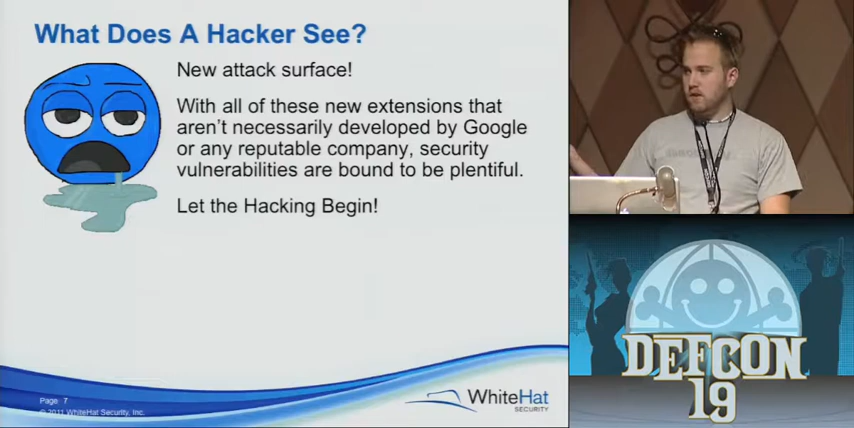 What Does A Hacker See?
New attack surface!
With all of these new extensions that
aren't necessarily developed by Google
or any reputable company, security
vulnerabilities are bound to be plentiful.
Let the Hacking Begin!
Page 7
© 2011 WhiteHat Security, Inc.
WhiteHat
SECURITY
DEFCON
19